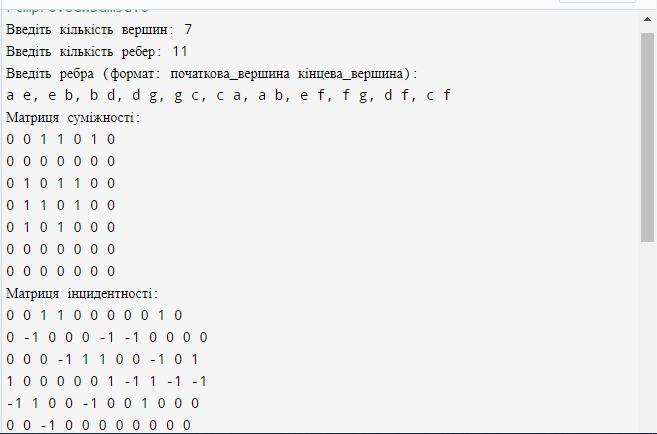 Введіть кількість вершин: 7
Введіть кількість ребер: 11
Введіть ребра (формат: початкова_вершина кінцева_вершина):
a e, e b, b d, d g, g c, c a, a b, e f, f g, d f, c f
Матриця суміжності:
0 0 1 1 0 1 0
0 0 0 0 0 0 0
0 1 0 1 1 0 0
0 1 1 0 1 0 0
0 1 0 1 0 0 0
0 0 0 0 0 0 0
0 0 0 0 0 0 0
Матриця інцидентності:
0 0 1 1 0 0 0 0 0 1 0
0 -1 0 0 0 -1 -1 0 0 0 0
0 0 0 -1 1 1 0 0 -1 0 1
1 0 0 0 0 0 1 -1 1 -1 -1
-1 1 0 0 -1 0 0 1 0 0 0
0 0 -1 0 0 0 0 0 0 0 0